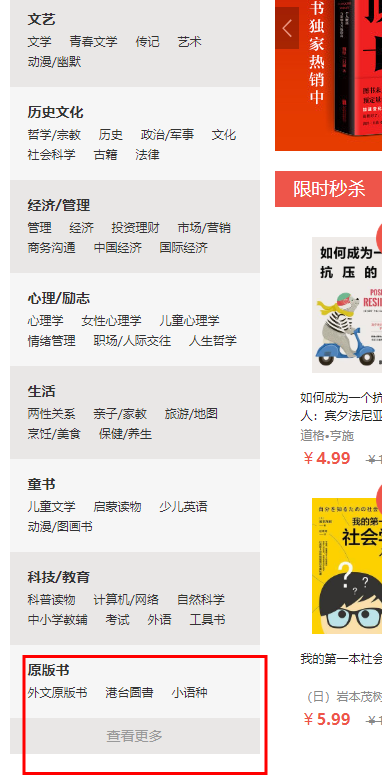 文艺
文学 青春文学 传记 艺术
动漫/幽默
历史文化
哲学/宗教 历史 政治/军事 文化
社会科学 古籍 法律
经济/管理
管理 经济 投资理财 市场/营销
商务沟通 中国经济 国际经济
心理/励志
心理学 女性心理学 儿童心理学
情绪管理 职场/人际交往 人生哲学
生活
两性关系 亲子/家教 旅游/地图
烹饪/美食 保健/养生
童书
儿童文学 启蒙读物 少儿英语
动漫/图画书
科技/教育
科普读物 计算机/网络 自然科学
中小学教辅 考试 外语 工具书
原版书
外文原版书 港台圖書 小语种
查看更多
书独家热销中
限时秒杀
如何成为一
抗压的
如何成为一个抗
人：宾夕法尼亚
道格•亨施
￥4.99
我的第一
社会学
我的第一本社会
（日）岩本茂树
￥5.99